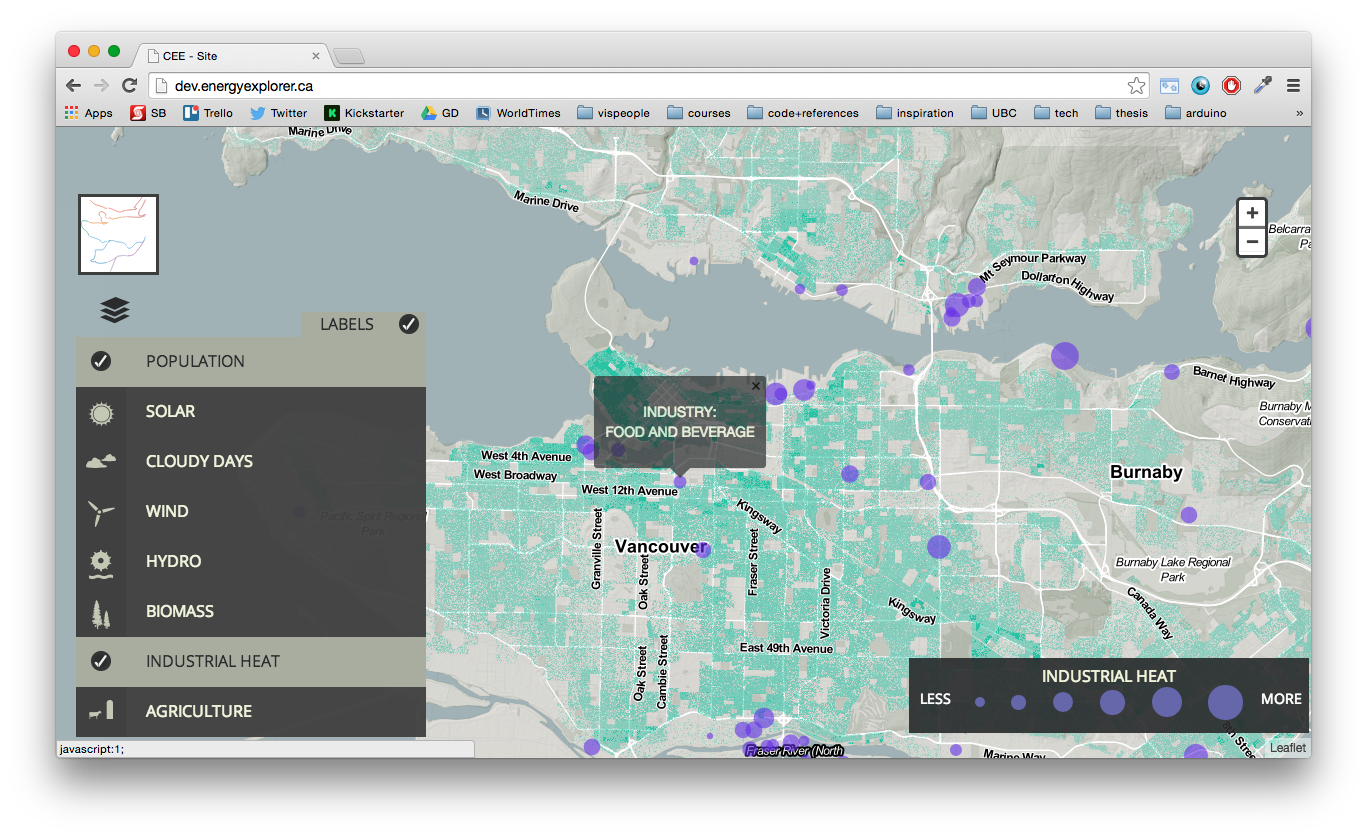 CEE - Site
dev.energyexplorer.ca
Apps
SB
Trello
Twitter
Kickstarter
GD
WorldTimes
vispeople
courses
code+references
inspiration
UBC
tech
thesis
arduino
»
Marine Drive
Marine Drive
Mt Seymour Parkway
Dollarton Highway
Belcarra
+
−
LABELS
POPULATION
SOLAR
CLOUDY DAYS
WIND
HYDRO
BIOMASS
INDUSTRIAL HEAT
AGRICULTURE
Pacific Spirit Regional
Park
×
INDUSTRY:
FOOD AND BEVERAGE
Barnet Highway
Burnaby M
Conservati
Burnaby
West 4th Avenue
West Broadway
West 12th Avenue
Kingsway
Vancouver
Granville Street
Oak Street
Fraser Street
Victoria Drive
Burnaby Lake Regional
Park
Canada Way
Kingsway
East 49th Avenue
Oak Street
Cambie Street
INDUSTRIAL HEAT
LESS
MORE
Fraser River (North
Marine Way
Street
Leaflet
javascript:1;